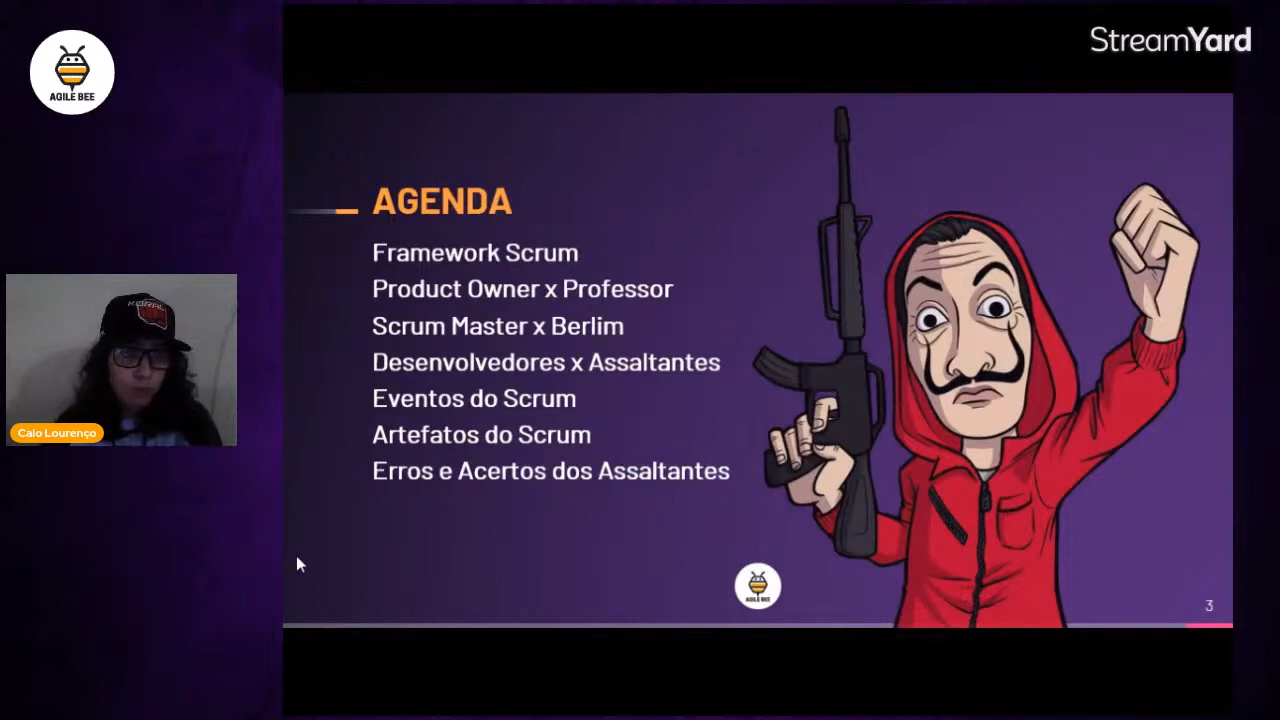 AGILE BEE
StreamYard
AGENDA
Framework Scrum
Product Owner x Professor
Scrum Master x Berlim
Desenvolvedores x Assaltantes
Eventos do Scrum
Artefatos do Scrum
Erros e Acertos dos Assaltantes
Caio Lourenço
AGILE BEE
3